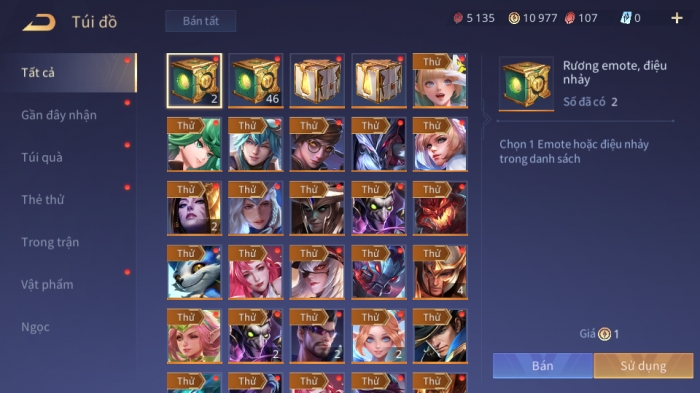 Túi đồ
Bán tất
5 135
10 977
107
0
+
Tất cả
Gần đây nhận
Túi quà
Thẻ thử
Trong trận
Vật phẩm
Ngọc
2
46
Thử
Thử Thử Thử Thử Thử
Thử Thử Thử Thử Thử
2
Thử Thử Thử Thử Thử
4
Thử Thử Thử Thử Thử
2 2 2
Thử Thử Thử Thử Thử
Rương emote, điệu
nhảy
Số đã có 2
Chọn 1 Emote hoặc điệu nhảy
trong danh sách
Giá 1
Bán
Sử dụng